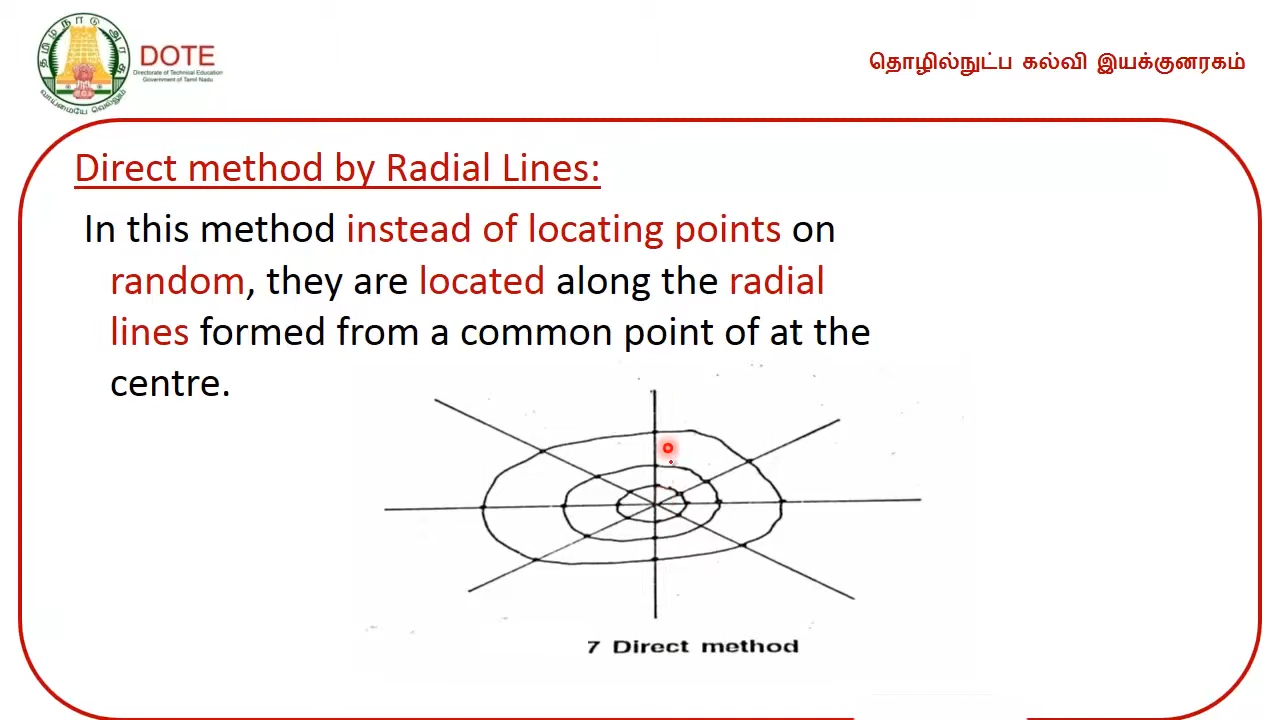 தமிழ்நாடு அரசு
வாய்மையே வெல்லும்
DOTE
Directorate of Technical Education
Government of Tamil Nadu
தொழில்நுட்ப கல்வி இயக்குனரகம்
Direct method by Radial Lines:
In this method instead of locating points on
random, they are located along the radial
lines formed from a common point of at the
centre.
7 Direct method